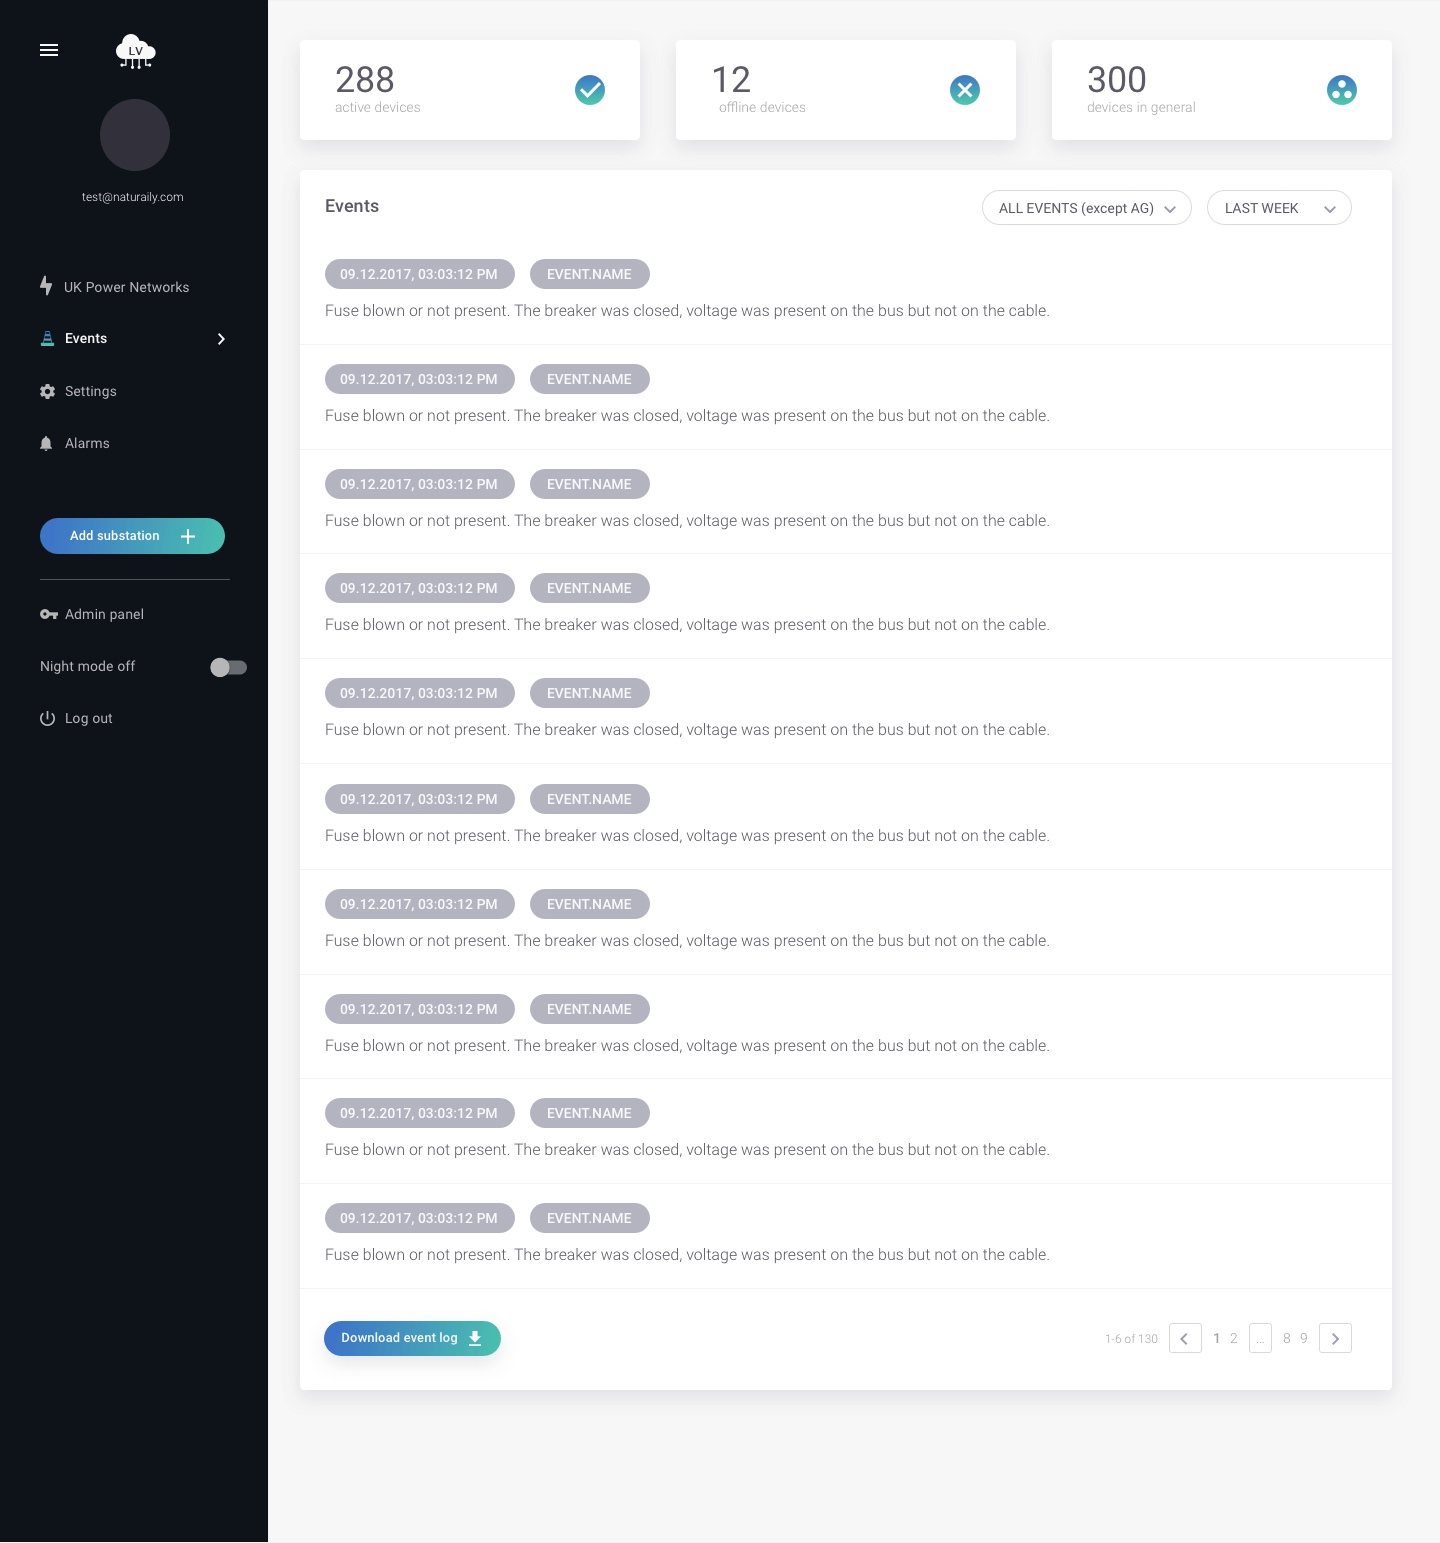 LV
test@naturaily.com
UK Power Networks
Events
Settings
Alarms
Add substation
Admin panel
Night mode off
Log out
288
active devices
12
offline devices
300
devices in general
Events
ALL EVENTS (except AG)
LAST WEEK
09.12.2017, 03:03:12 PM EVENT.NAME
Fuse blown or not present. The breaker was closed, voltage was present on the bus but not on the cable.
09.12.2017, 03:03:12 PM EVENT.NAME
Fuse blown or not present. The breaker was closed, voltage was present on the bus but not on the cable.
09.12.2017, 03:03:12 PM EVENT.NAME
Fuse blown or not present. The breaker was closed, voltage was present on the bus but not on the cable.
09.12.2017, 03:03:12 PM EVENT.NAME
Fuse blown or not present. The breaker was closed, voltage was present on the bus but not on the cable.
09.12.2017, 03:03:12 PM EVENT.NAME
Fuse blown or not present. The breaker was closed, voltage was present on the bus but not on the cable.
09.12.2017, 03:03:12 PM EVENT.NAME
Fuse blown or not present. The breaker was closed, voltage was present on the bus but not on the cable.
09.12.2017, 03:03:12 PM EVENT.NAME
Fuse blown or not present. The breaker was closed, voltage was present on the bus but not on the cable.
09.12.2017, 03:03:12 PM EVENT.NAME
Fuse blown or not present. The breaker was closed, voltage was present on the bus but not on the cable.
09.12.2017, 03:03:12 PM EVENT.NAME
Fuse blown or not present. The breaker was closed, voltage was present on the bus but not on the cable.
09.12.2017, 03:03:12 PM EVENT.NAME
Fuse blown or not present. The breaker was closed, voltage was present on the bus but not on the cable.
Download event log
1-6 of 130 1 2 ... 8 9